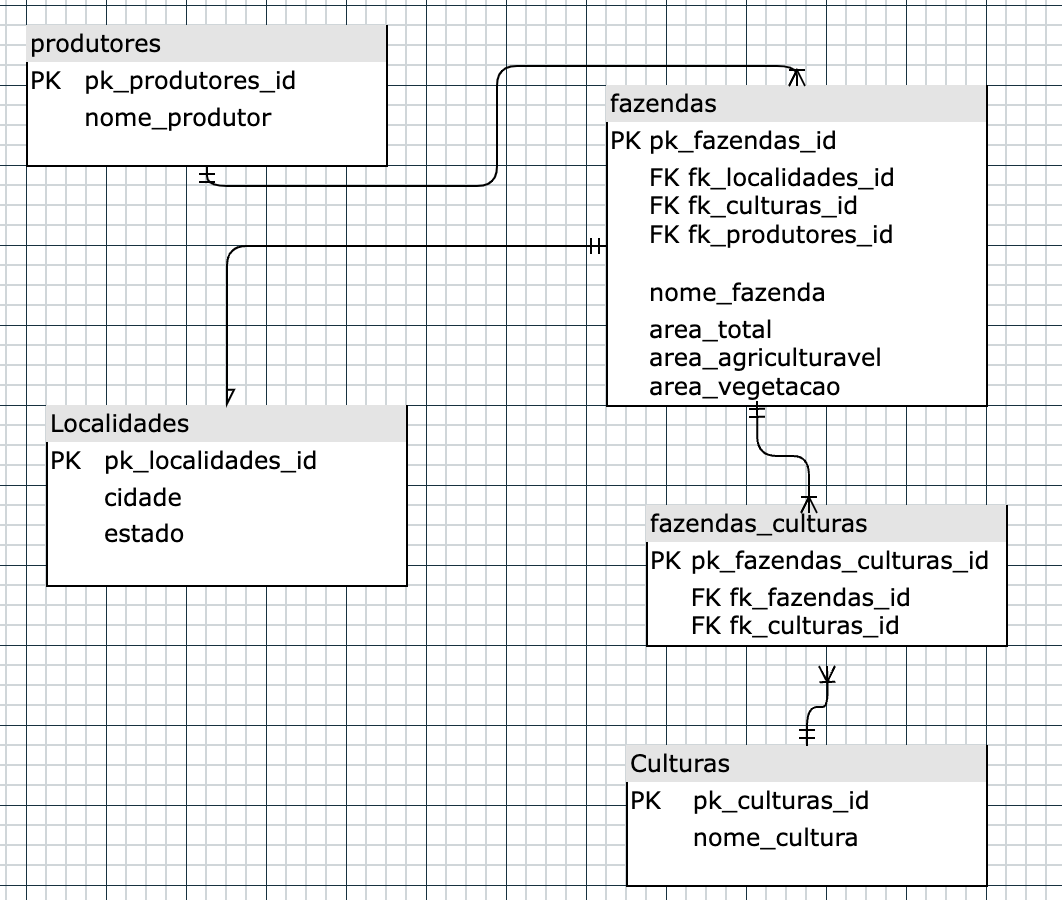 produtores
PK pk_produtores_id
nome_produtor
fazendas
PK pk_fazendas_id
FK fk_localidades_id
FK fk_culturas_id
FK fk_produtores_id
nome_fazenda
area_total
area_agriculturavel
area_vegetacao
Localidades
PK pk_localidades_id
cidade
estado
fazendas_culturas
PK pk_fazendas_culturas_id
FK fk_fazendas_id
FK fk_culturas_id
Culturas
PK pk_culturas_id
nome_cultura